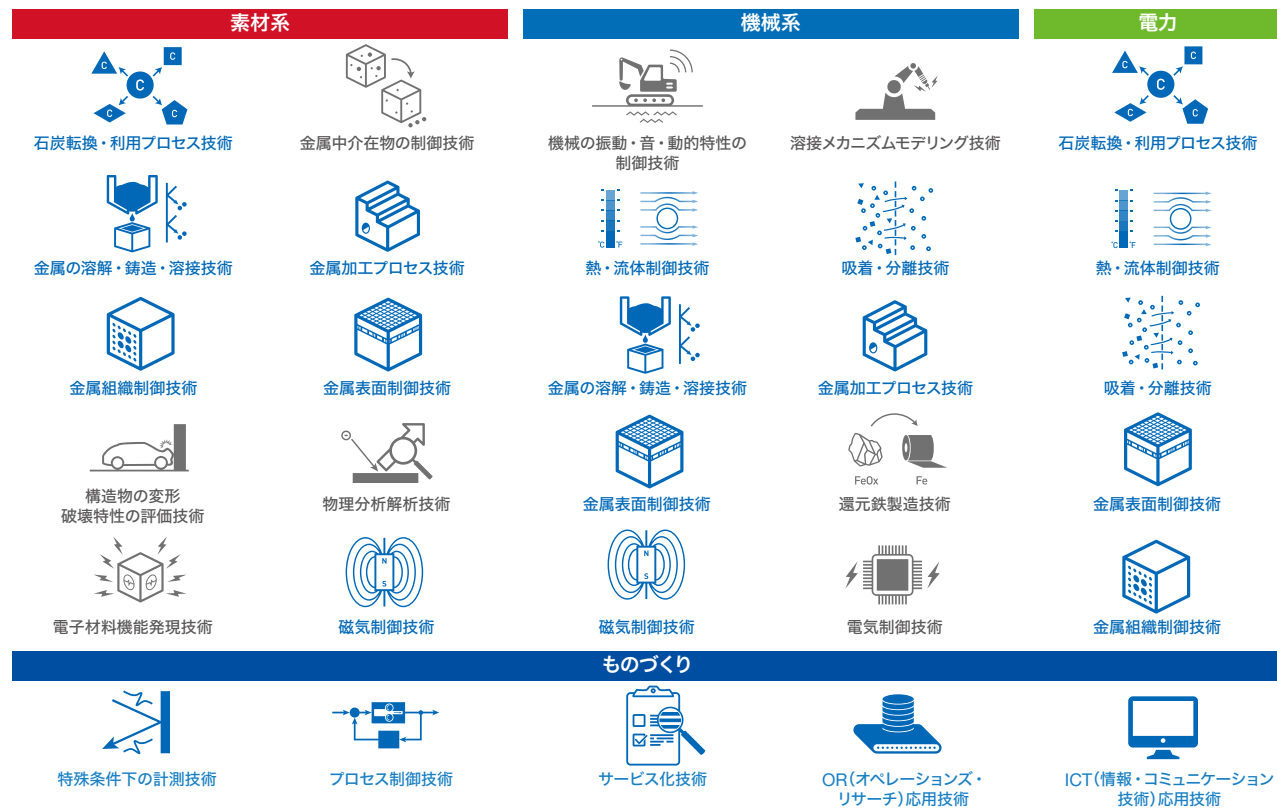 素材系
機械系
電力
C
C
C
C
C
石炭転換・利用プロセス技術
金属中介在物の制御技術
機械の振動・音・動的特性の
制御技術
溶接メカニズムモデリング技術
C
C
C
C
C
石炭転換・利用プロセス技術
金属の溶解・鋳造・溶接技術
金属加工プロセス技術
℃ °F
熱・流体制御技術
吸着・分離技術
℃ °F
熱・流体制御技術
金属組織制御技術
金属表面制御技術
金属の溶解・鋳造・溶接技術
金属加工プロセス技術
吸着・分離技術
構造物の変形
破壊特性の評価技術
物理分析解析技術
金属表面制御技術
FeOx
Fe
還元鉄製造技術
金属表面制御技術
電子材料機能発現技術
N
S
磁気制御技術
N
S
磁気制御技術
電気制御技術
金属組織制御技術
ものづくり
特殊条件下の計測技術
プロセス制御技術
サービス化技術
OR(オペレーションズ・
リサーチ)応用技術
ICT(情報・コミュニケーション
技術)応用技術